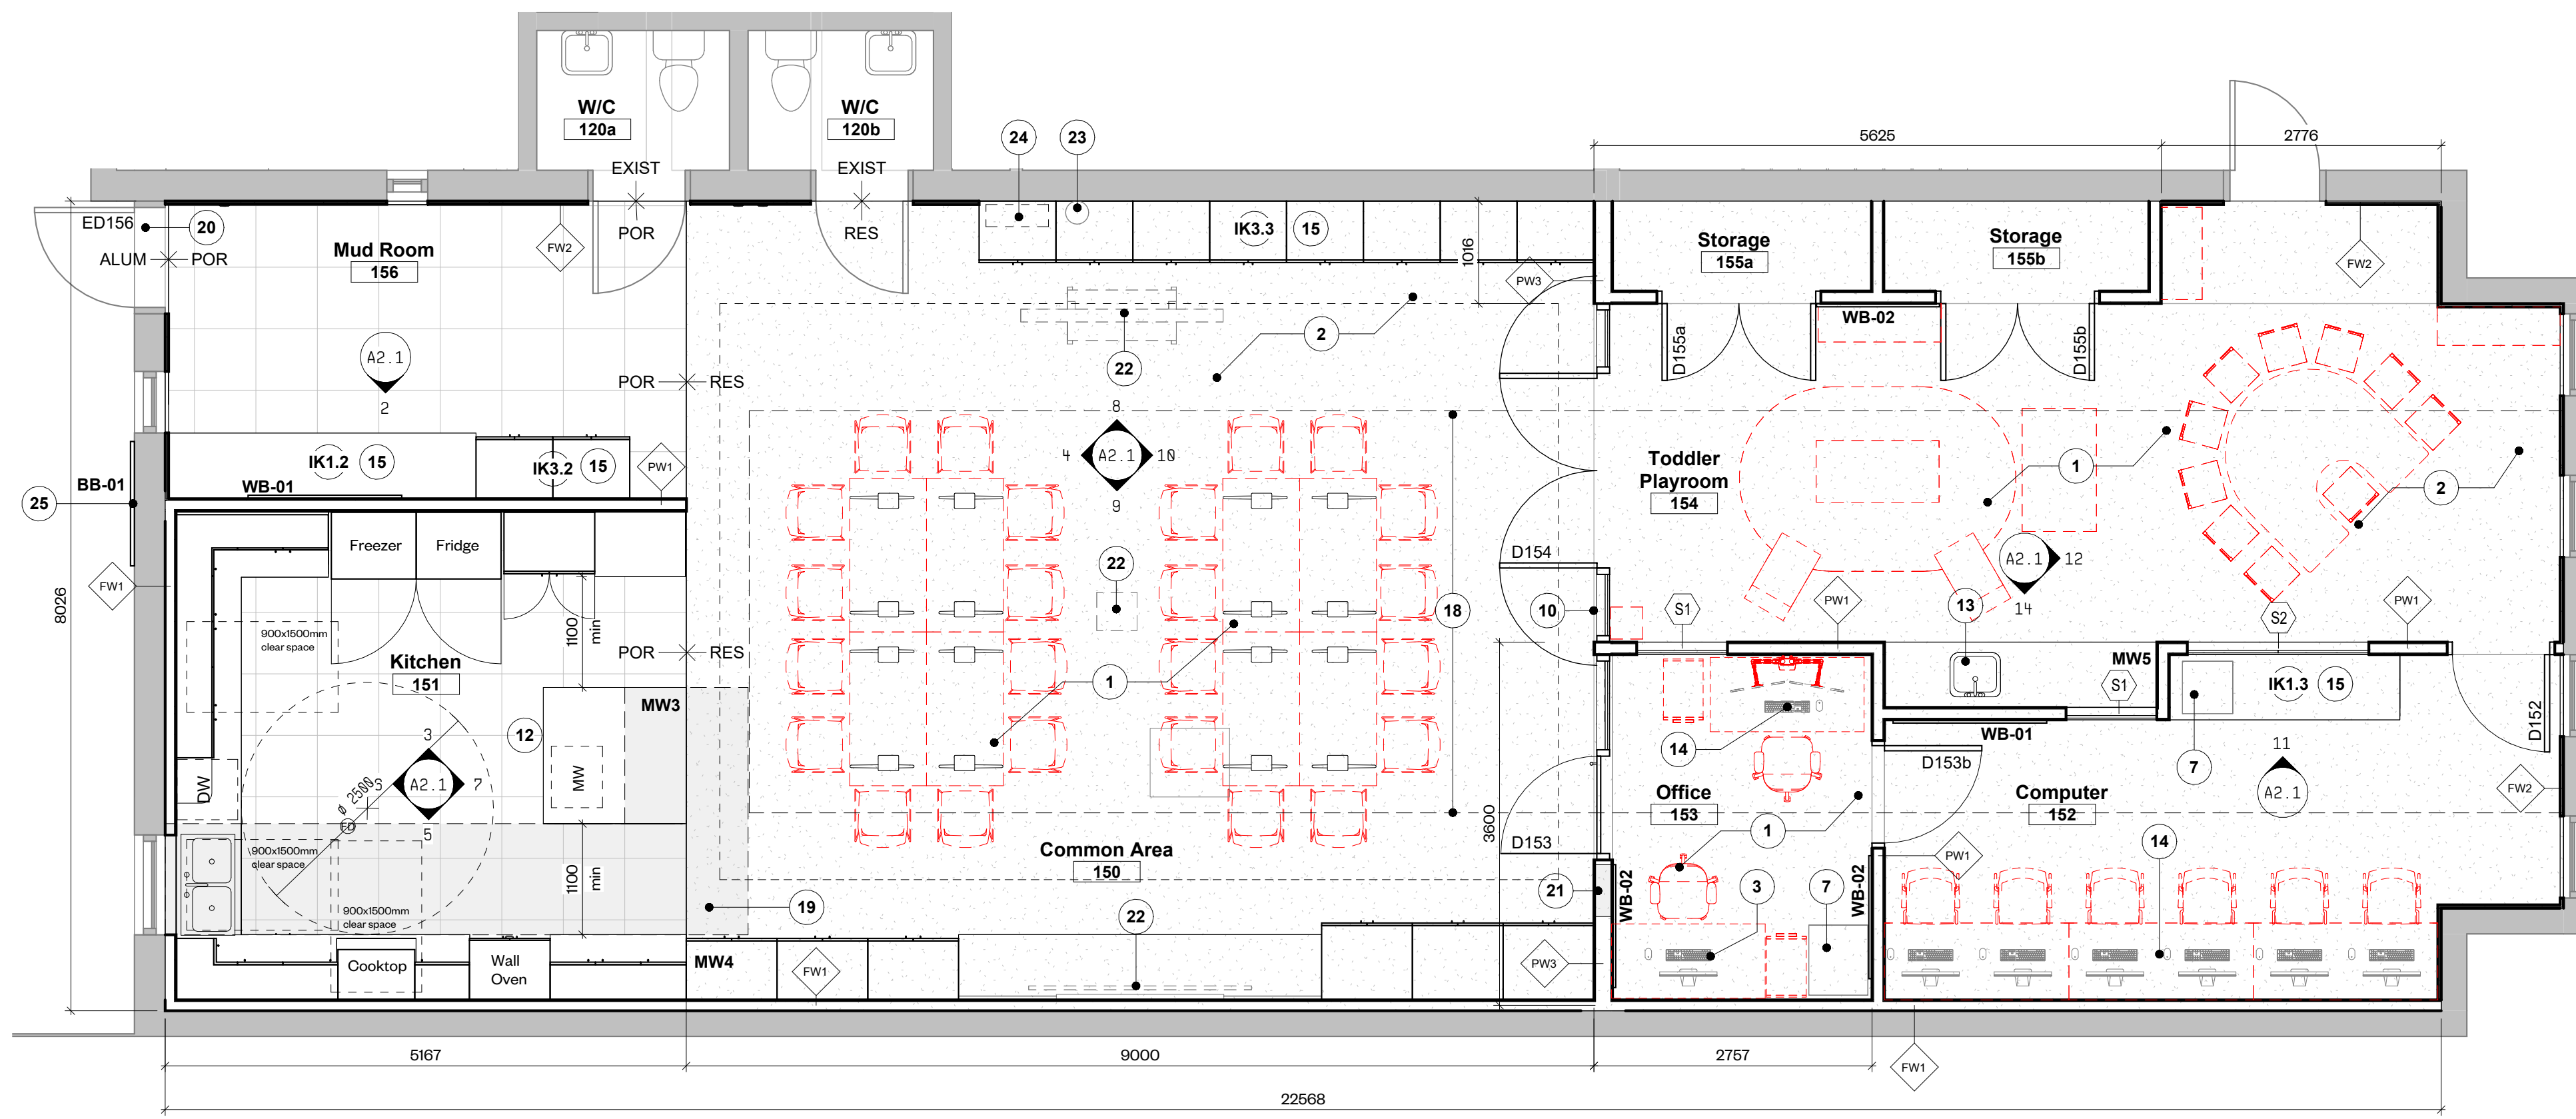 W/C
120a
W/C
120b
EXIST
EXIST
POR
RES
24
23
5625
2776
ED156
20
ALUM
POR
Mud Room
156
FW2
IK3.3
15
1016
PW3
Storage
155a
Storage
155b
FW2
WB-02
D155a
D155b
A2.1
2
POR
RES
22
2
8
4
A2.1
10
9
IK1.2
15
IK3.2
15
PW1
WB-01
BB-01
25
Toddler
Playroom
154
1
2
Freezer
Fridge
FW1
8026
1100
min
900x1500mm
clear space
Kitchen
151
POR
RES
22
18
D154
10
S1
PW1
13
A2.1
12
14
S2
PW1
MW3
12
MW
3
6
A2.1
7
5
DW
Ø 2500
FD
1
MW5
S1
IK1.3
15
D152
14
7
WB-01
11
A2.1
D153b
FW2
900x1500mm
clear space
1100
min
900x1500mm
clear space
19
Common Area
150
3600
D153
Office
153
1
Computer
152
14
PW1
21
WB-02
3
7
WB-02
22
Cooktop
Wall
Oven
MW4
FW1
PW3
5167
9000
2757
FW1
22568